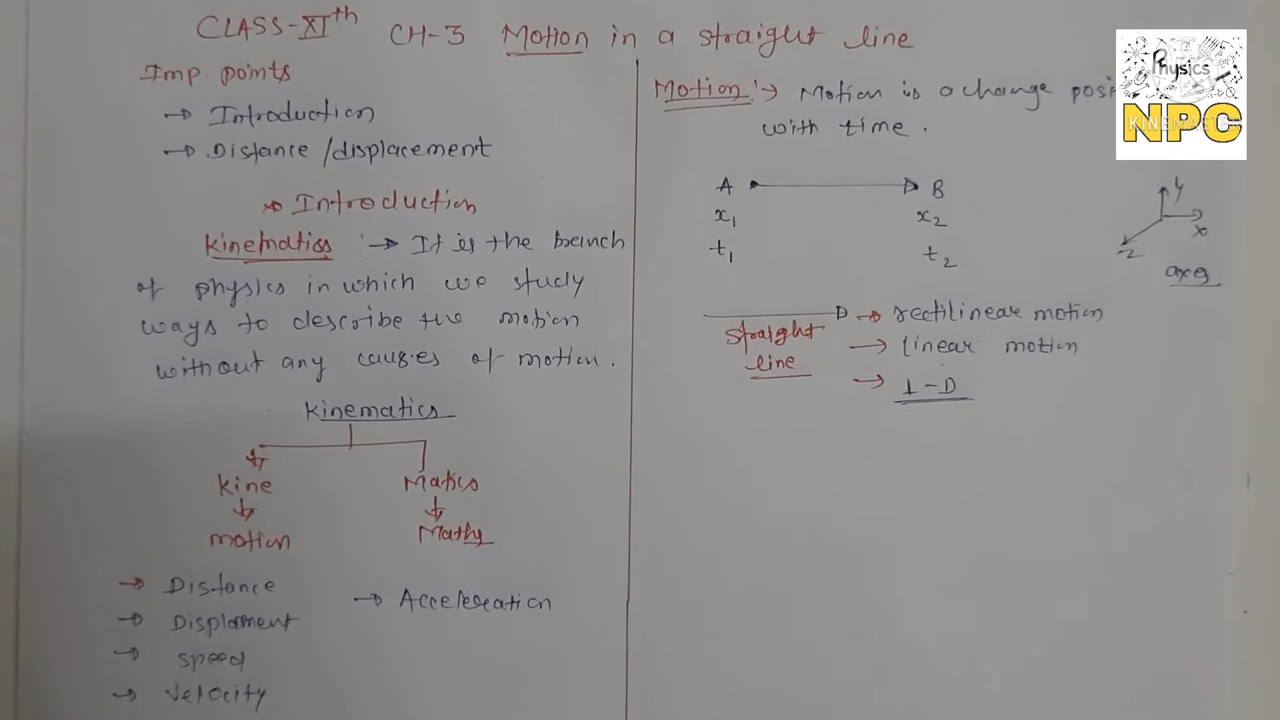 CLASS-XIth CH-3 Motion in a straight line
Imp. points
→ Introduction
→ Distance /displacement
* Introduction
Kinematics :→ It is the branch
of physics in which we study
ways to describe the motion
without any causes of motion.
Kinematics
Kine Matics
motion Maths
→ Distance
→ Displament
→ speed
→ Velocity
→ Acceleration
Motion :→ Motion is a change posi
with time.
A B
x1 x2
t1 t2
y
x
z
axes
straight
line
→ rectilinear motion
→ linear motion
→ 1-D
Physics
NPC
KINEMASTER